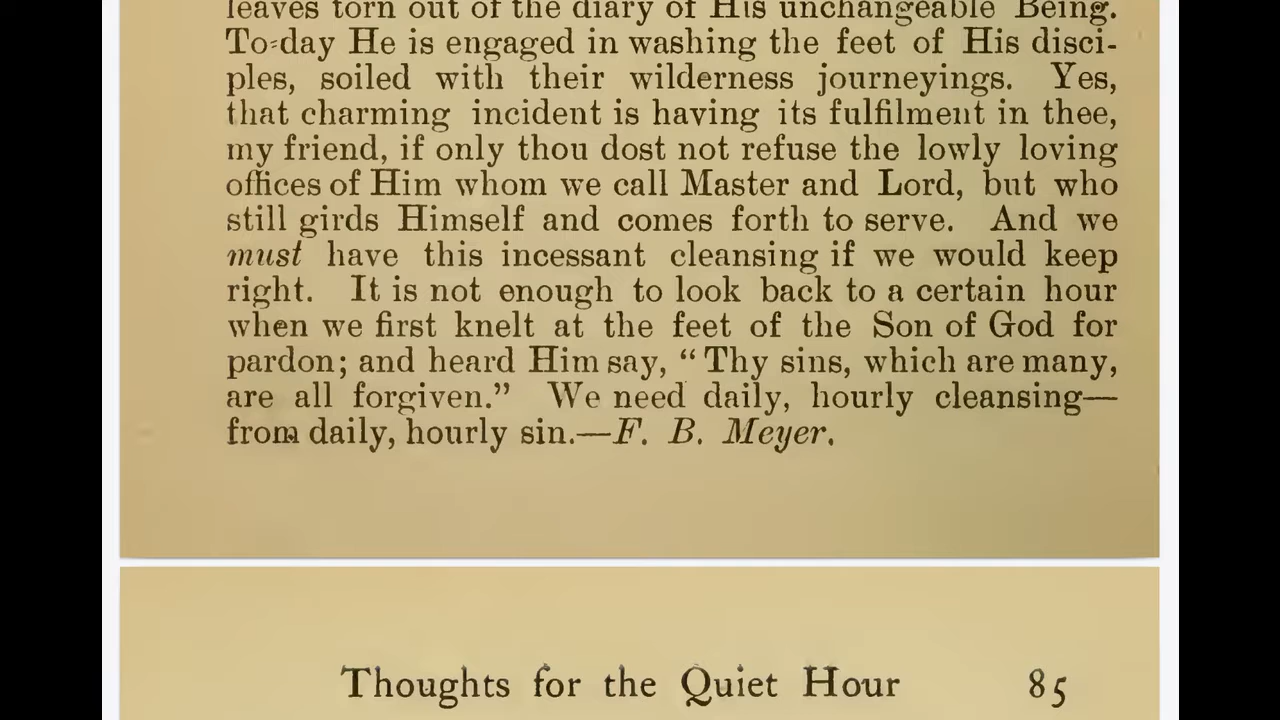 leaves torn out of the diary of His unchangeable Being.
To-day He is engaged in washing the feet of His disci-
ples, soiled with their wilderness journeyings. Yes,
that charming incident is having its fulfilment in thee,
my friend, if only thou dost not refuse the lowly loving
offices of Him whom we call Master and Lord, but who
still girds Himself and comes forth to serve. And we
must have this incessant cleansing if we would keep
right. It is not enough to look back to a certain hour
when we first knelt at the feet of the Son of God for
pardon; and heard Him say, “Thy sins, which are many,
are all forgiven.” We need daily, hourly cleansing—
from daily, hourly sin.—F. B. Meyer.
Thoughts for the Quiet Hour 85